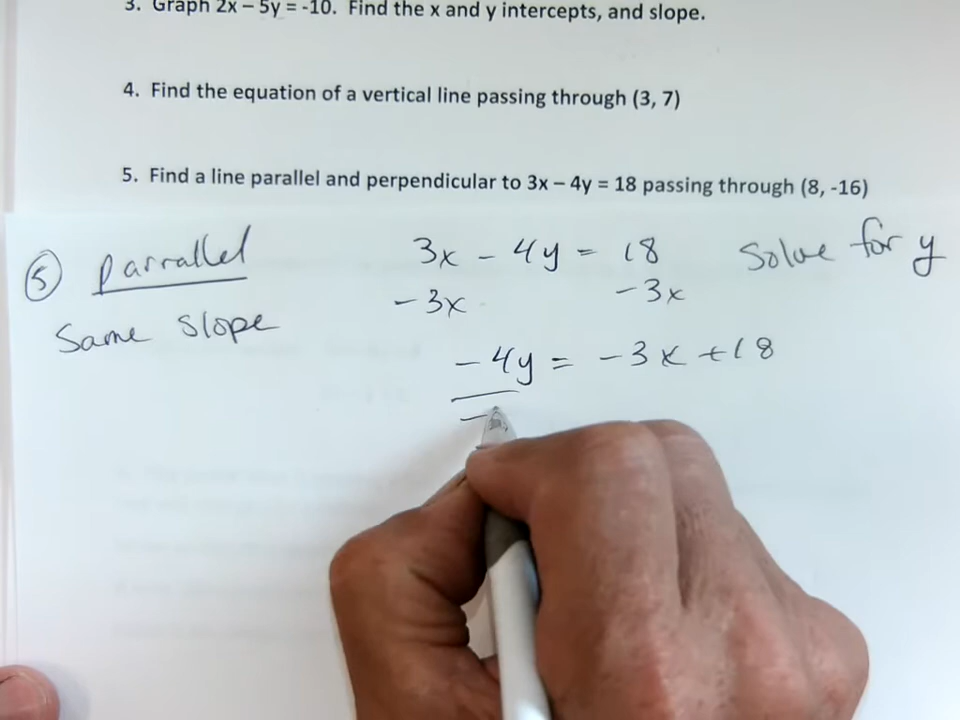 3. Graph 2x – 5y = -10. Find the x and y intercepts, and slope.
4. Find the equation of a vertical line passing through (3, 7)
5. Find a line parallel and perpendicular to 3x – 4y = 18 passing through (8, -16)
5 parrallel 3x - 4y = 18 Solve for y
-3x -3x
Same slope
-4y = -3x +18
-